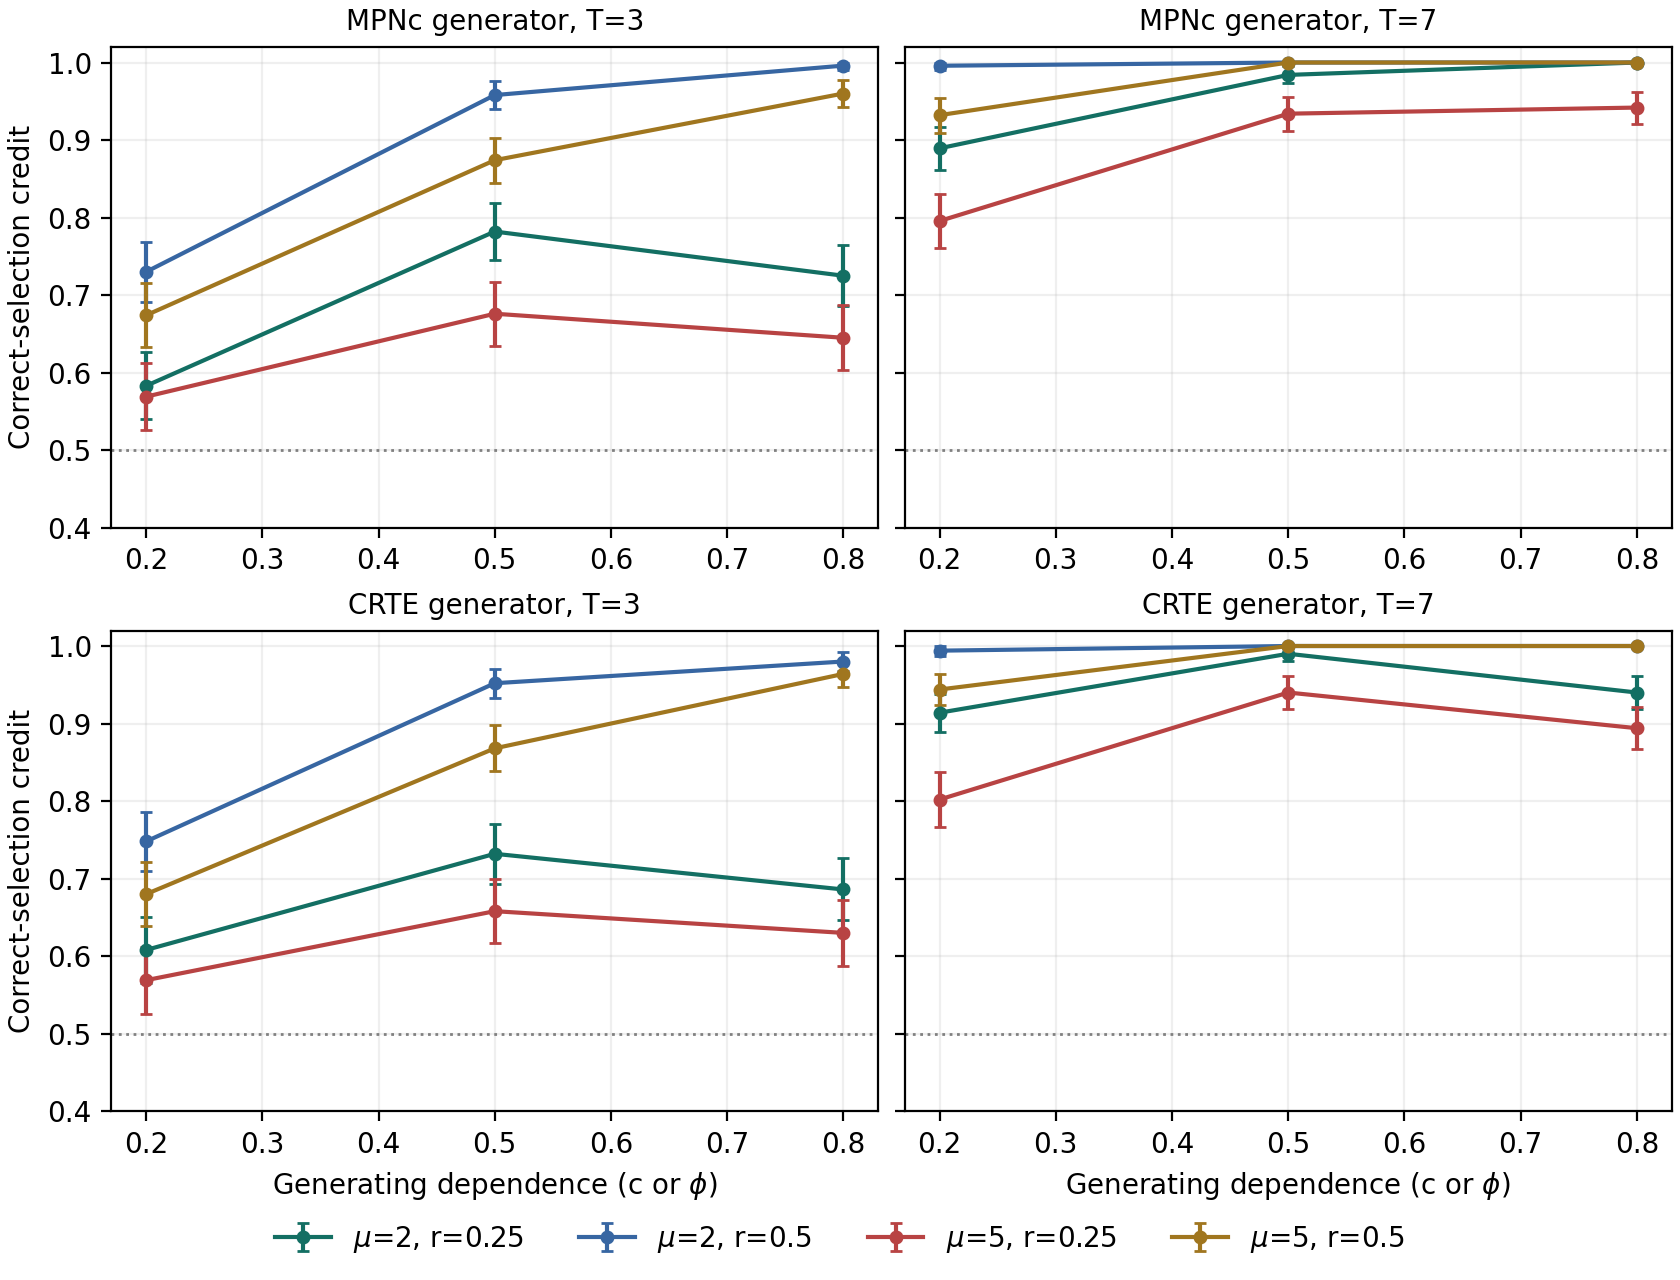 MPNc generator, T=3
MPNc generator, T=7
Correct-selection credit
1.0
0.9
0.8
0.7
0.6
0.5
0.4
0.2 0.3 0.4 0.5 0.6 0.7 0.8
0.2 0.3 0.4 0.5 0.6 0.7 0.8
CRTE generator, T=3
CRTE generator, T=7
Correct-selection credit
1.0
0.9
0.8
0.7
0.6
0.5
0.4
0.2 0.3 0.4 0.5 0.6 0.7 0.8
0.2 0.3 0.4 0.5 0.6 0.7 0.8
Generating dependence (c or ϕ)
Generating dependence (c or ϕ)
μ=2, r=0.25
μ=2, r=0.5
μ=5, r=0.25
μ=5, r=0.5